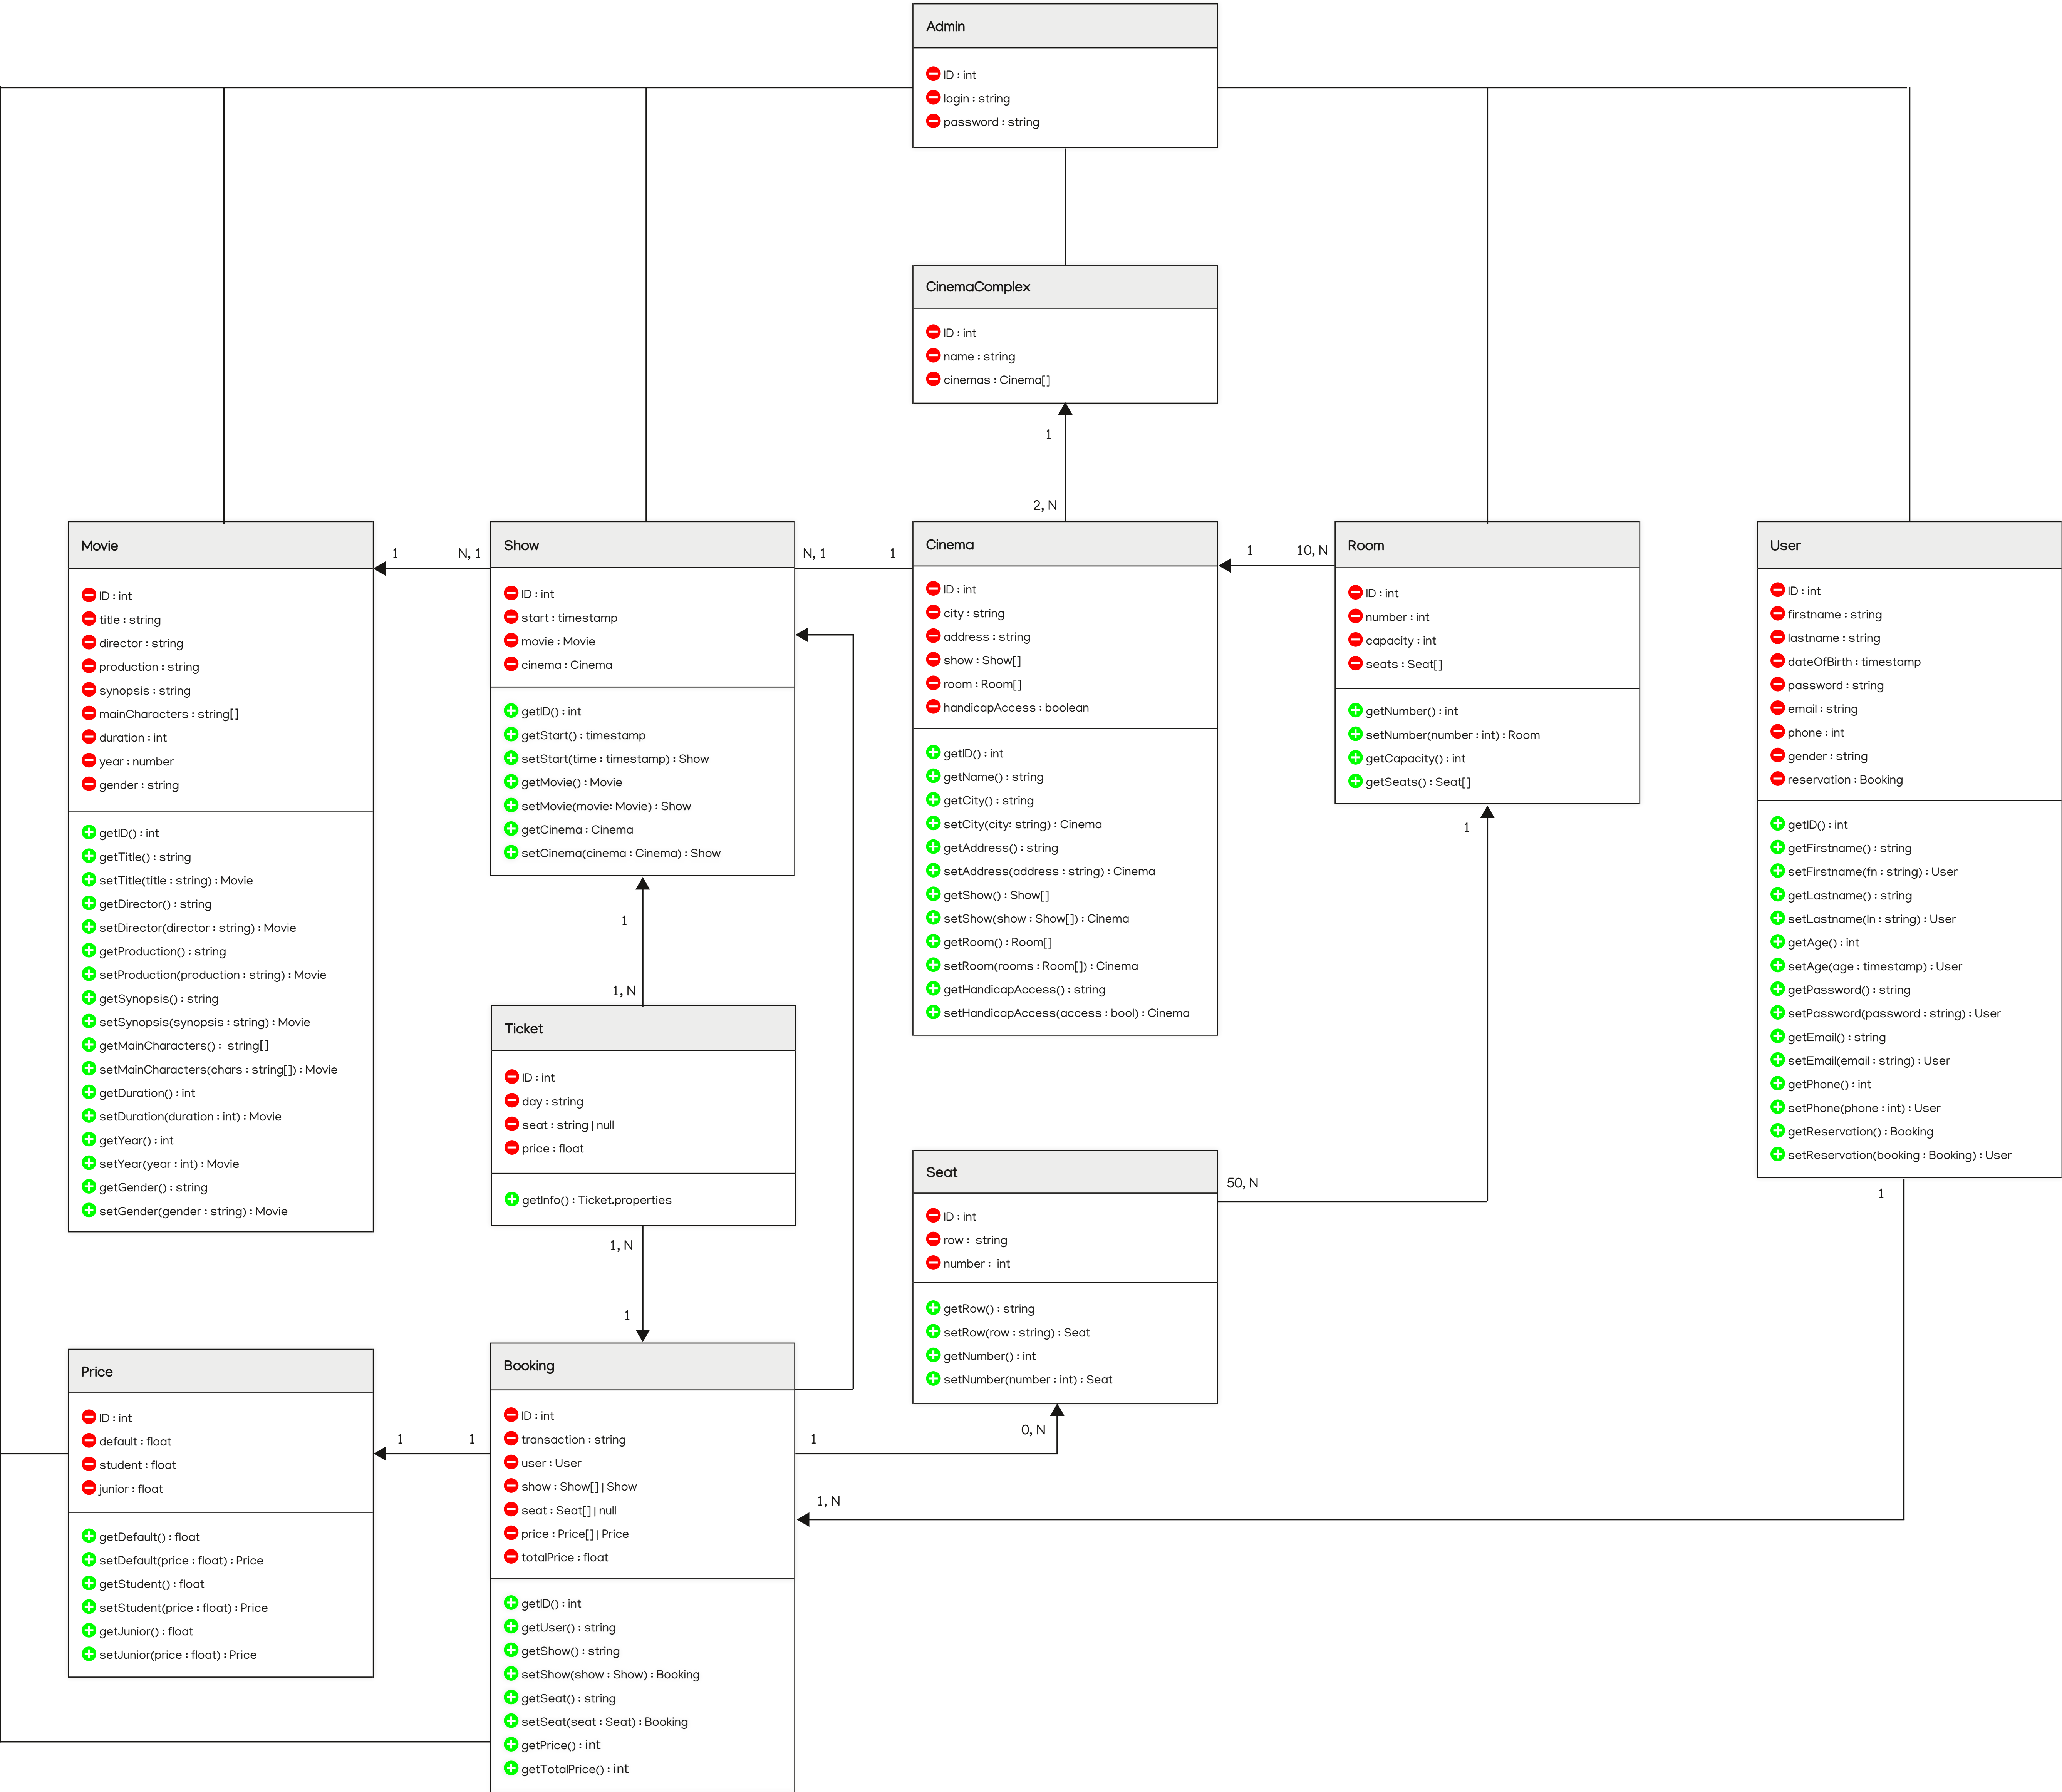 Admin
ID : int
login : string
password : string
CinemaComplex
ID : int
name : string
cinemas : Cinema[]
1
2, N
Movie
ID : int
title : string
director : string
production : string
synopsis : string
mainCharacters : string[]
duration : int
year : number
gender : string
getID() : int
getTitle() : string
setTitle(title : string) : Movie
getDirector() : string
setDirector(director : string) : Movie
getProduction() : string
setProduction(production : string) : Movie
getSynopsis() : string
setSynopsis(synopsis : string) : Movie
getMainCharacters() :  string[]
setMainCharacters(chars : string[]) : Movie
getDuration() : int
setDuration(duration : int) : Movie
getYear() : int
setYear(year : int) : Movie
getGender() : string
setGender(gender : string) : Movie
1
N, 1
Show
ID : int
start : timestamp
movie : Movie
cinema : Cinema
getID() : int
getStart() : timestamp
setStart(time : timestamp) : Show
getMovie() : Movie
setMovie(movie: Movie) : Show
getCinema : Cinema
setCinema(cinema : Cinema) : Show
N, 1
1
Cinema
ID : int
city : string
address : string
show : Show[]
room : Room[]
handicapAccess : boolean
getID() : int
getName() : string
getCity() : string
setCity(city: string) : Cinema
getAddress() : string
setAddress(address : string) : Cinema
getShow() : Show[]
setShow(show : Show[]) : Cinema
getRoom() : Room[]
setRoom(rooms : Room[]) : Cinema
getHandicapAccess() : string
setHandicapAccess(access : bool) : Cinema
1
10, N
Room
ID : int
number : int
capacity : int
seats : Seat[]
getNumber() : int
setNumber(number : int) : Room
getCapacity() : int
getSeats() : Seat[]
1
User
ID : int
firstname : string
lastname : string
dateOfBirth : timestamp
password : string
email : string
phone : int
gender : string
reservation : Booking
getID() : int
getFirstname() : string
setFirstname(fn : string) : User
getLastname() : string
setLastname(ln : string) : User
getAge() : int
setAge(age : timestamp) : User
getPassword() : string
setPassword(password : string) : User
getEmail() : string
setEmail(email : string) : User
getPhone() : int
setPhone(phone : int) : User
getReservation() : Booking
setReservation(booking : Booking) : User
1
1
1, N
Ticket
ID : int
day : string
seat : string | null
price : float
getInfo() : Ticket.properties
1, N
1
Seat
ID : int
row :  string
number :  int
getRow() : string
setRow(row : string) : Seat
getNumber() : int
setNumber(number : int) : Seat
50, N
0, N
Price
ID : int
default : float
student : float
junior : float
getDefault() : float
setDefault(price : float) : Price
getStudent() : float
setStudent(price : float) : Price
getJunior() : float
setJunior(price : float) : Price
1
1
Booking
ID : int
transaction : string
user : User
show : Show[] | Show
seat : Seat[] | null
price : Price[] | Price
totalPrice : float
getID() : int
getUser() : string
getShow() : string
setShow(show : Show) : Booking
getSeat() : string
setSeat(seat : Seat) : Booking
getPrice() : int
getTotalPrice() : int
1
1, N